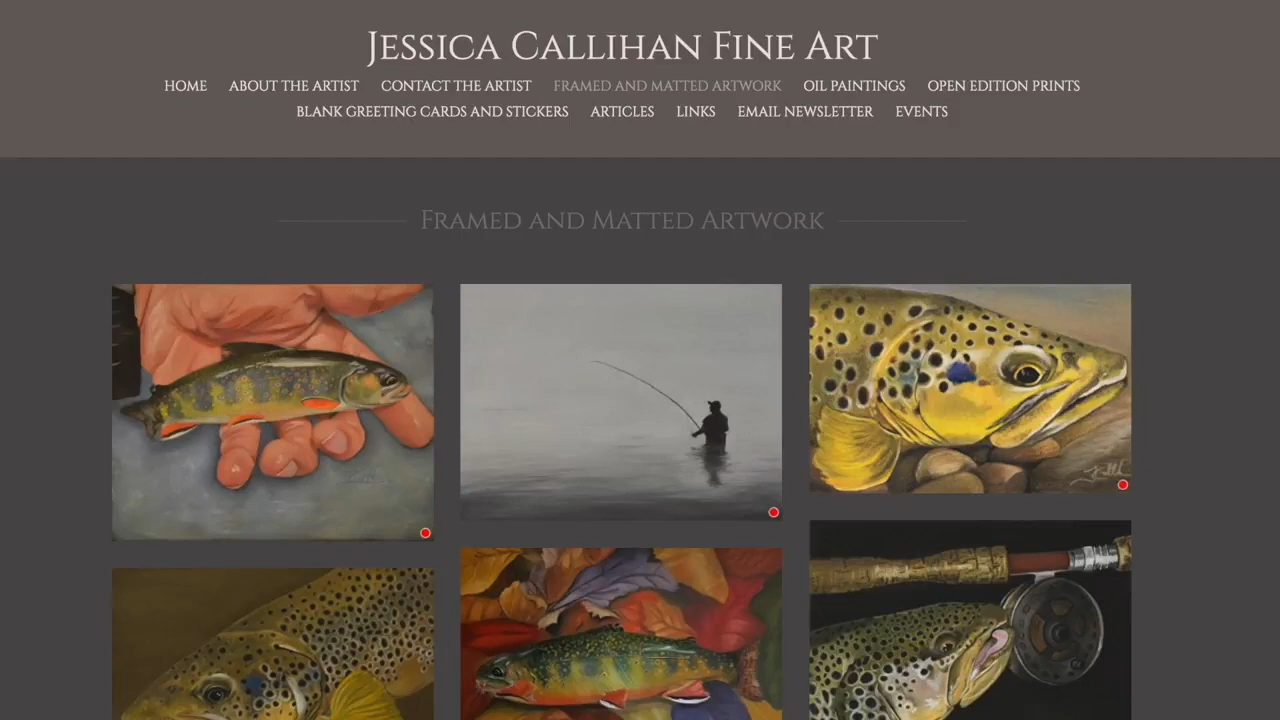 Jessica Callihan Fine Art
HOME ABOUT THE ARTIST CONTACT THE ARTIST FRAMED AND MATTED ARTWORK OIL PAINTINGS OPEN EDITION PRINTS
BLANK GREETING CARDS AND STICKERS ARTICLES LINKS EMAIL NEWSLETTER EVENTS
Framed and Matted Artwork